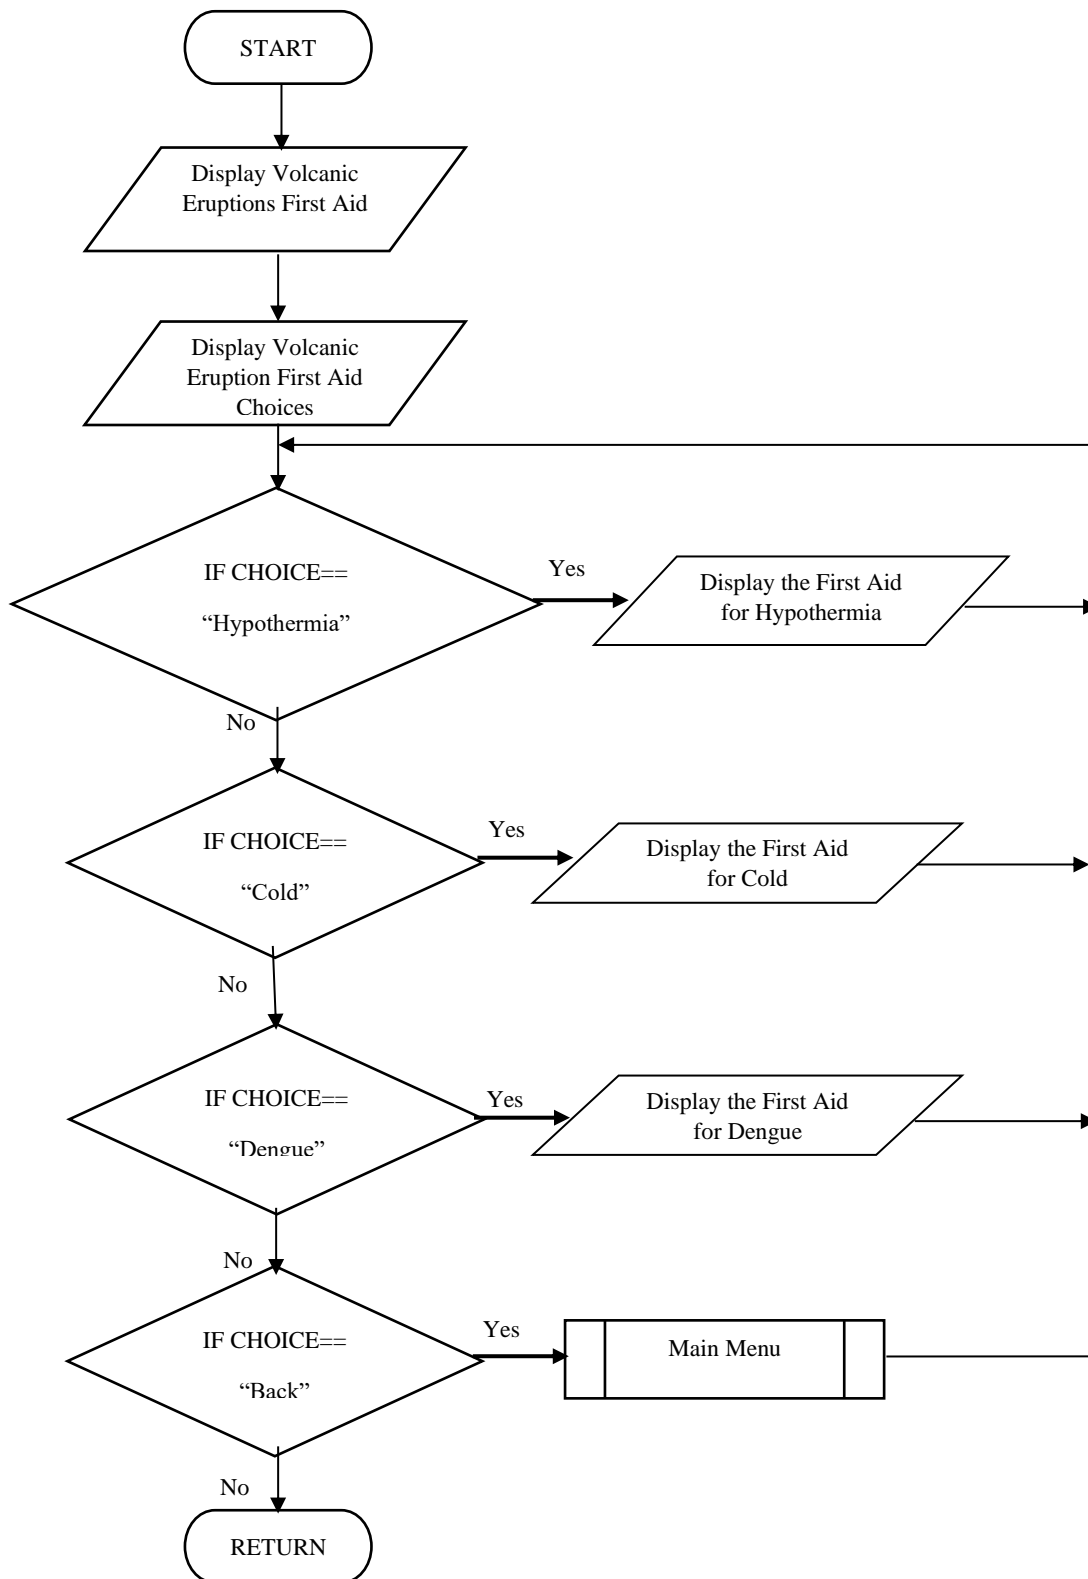 START
Display Volcanic
Eruptions First Aid
Display Volcanic
Eruption First Aid
Choices
IF CHOICE==
“Hypothermia”
Yes
Display the First Aid
for Hypothermia
No
IF CHOICE==
“Cold”
Yes
Display the First Aid
for Cold
No
IF CHOICE==
“Dengue”
Yes
Display the First Aid
for Dengue
No
IF CHOICE==
“Back”
Yes
Main Menu
No
RETURN